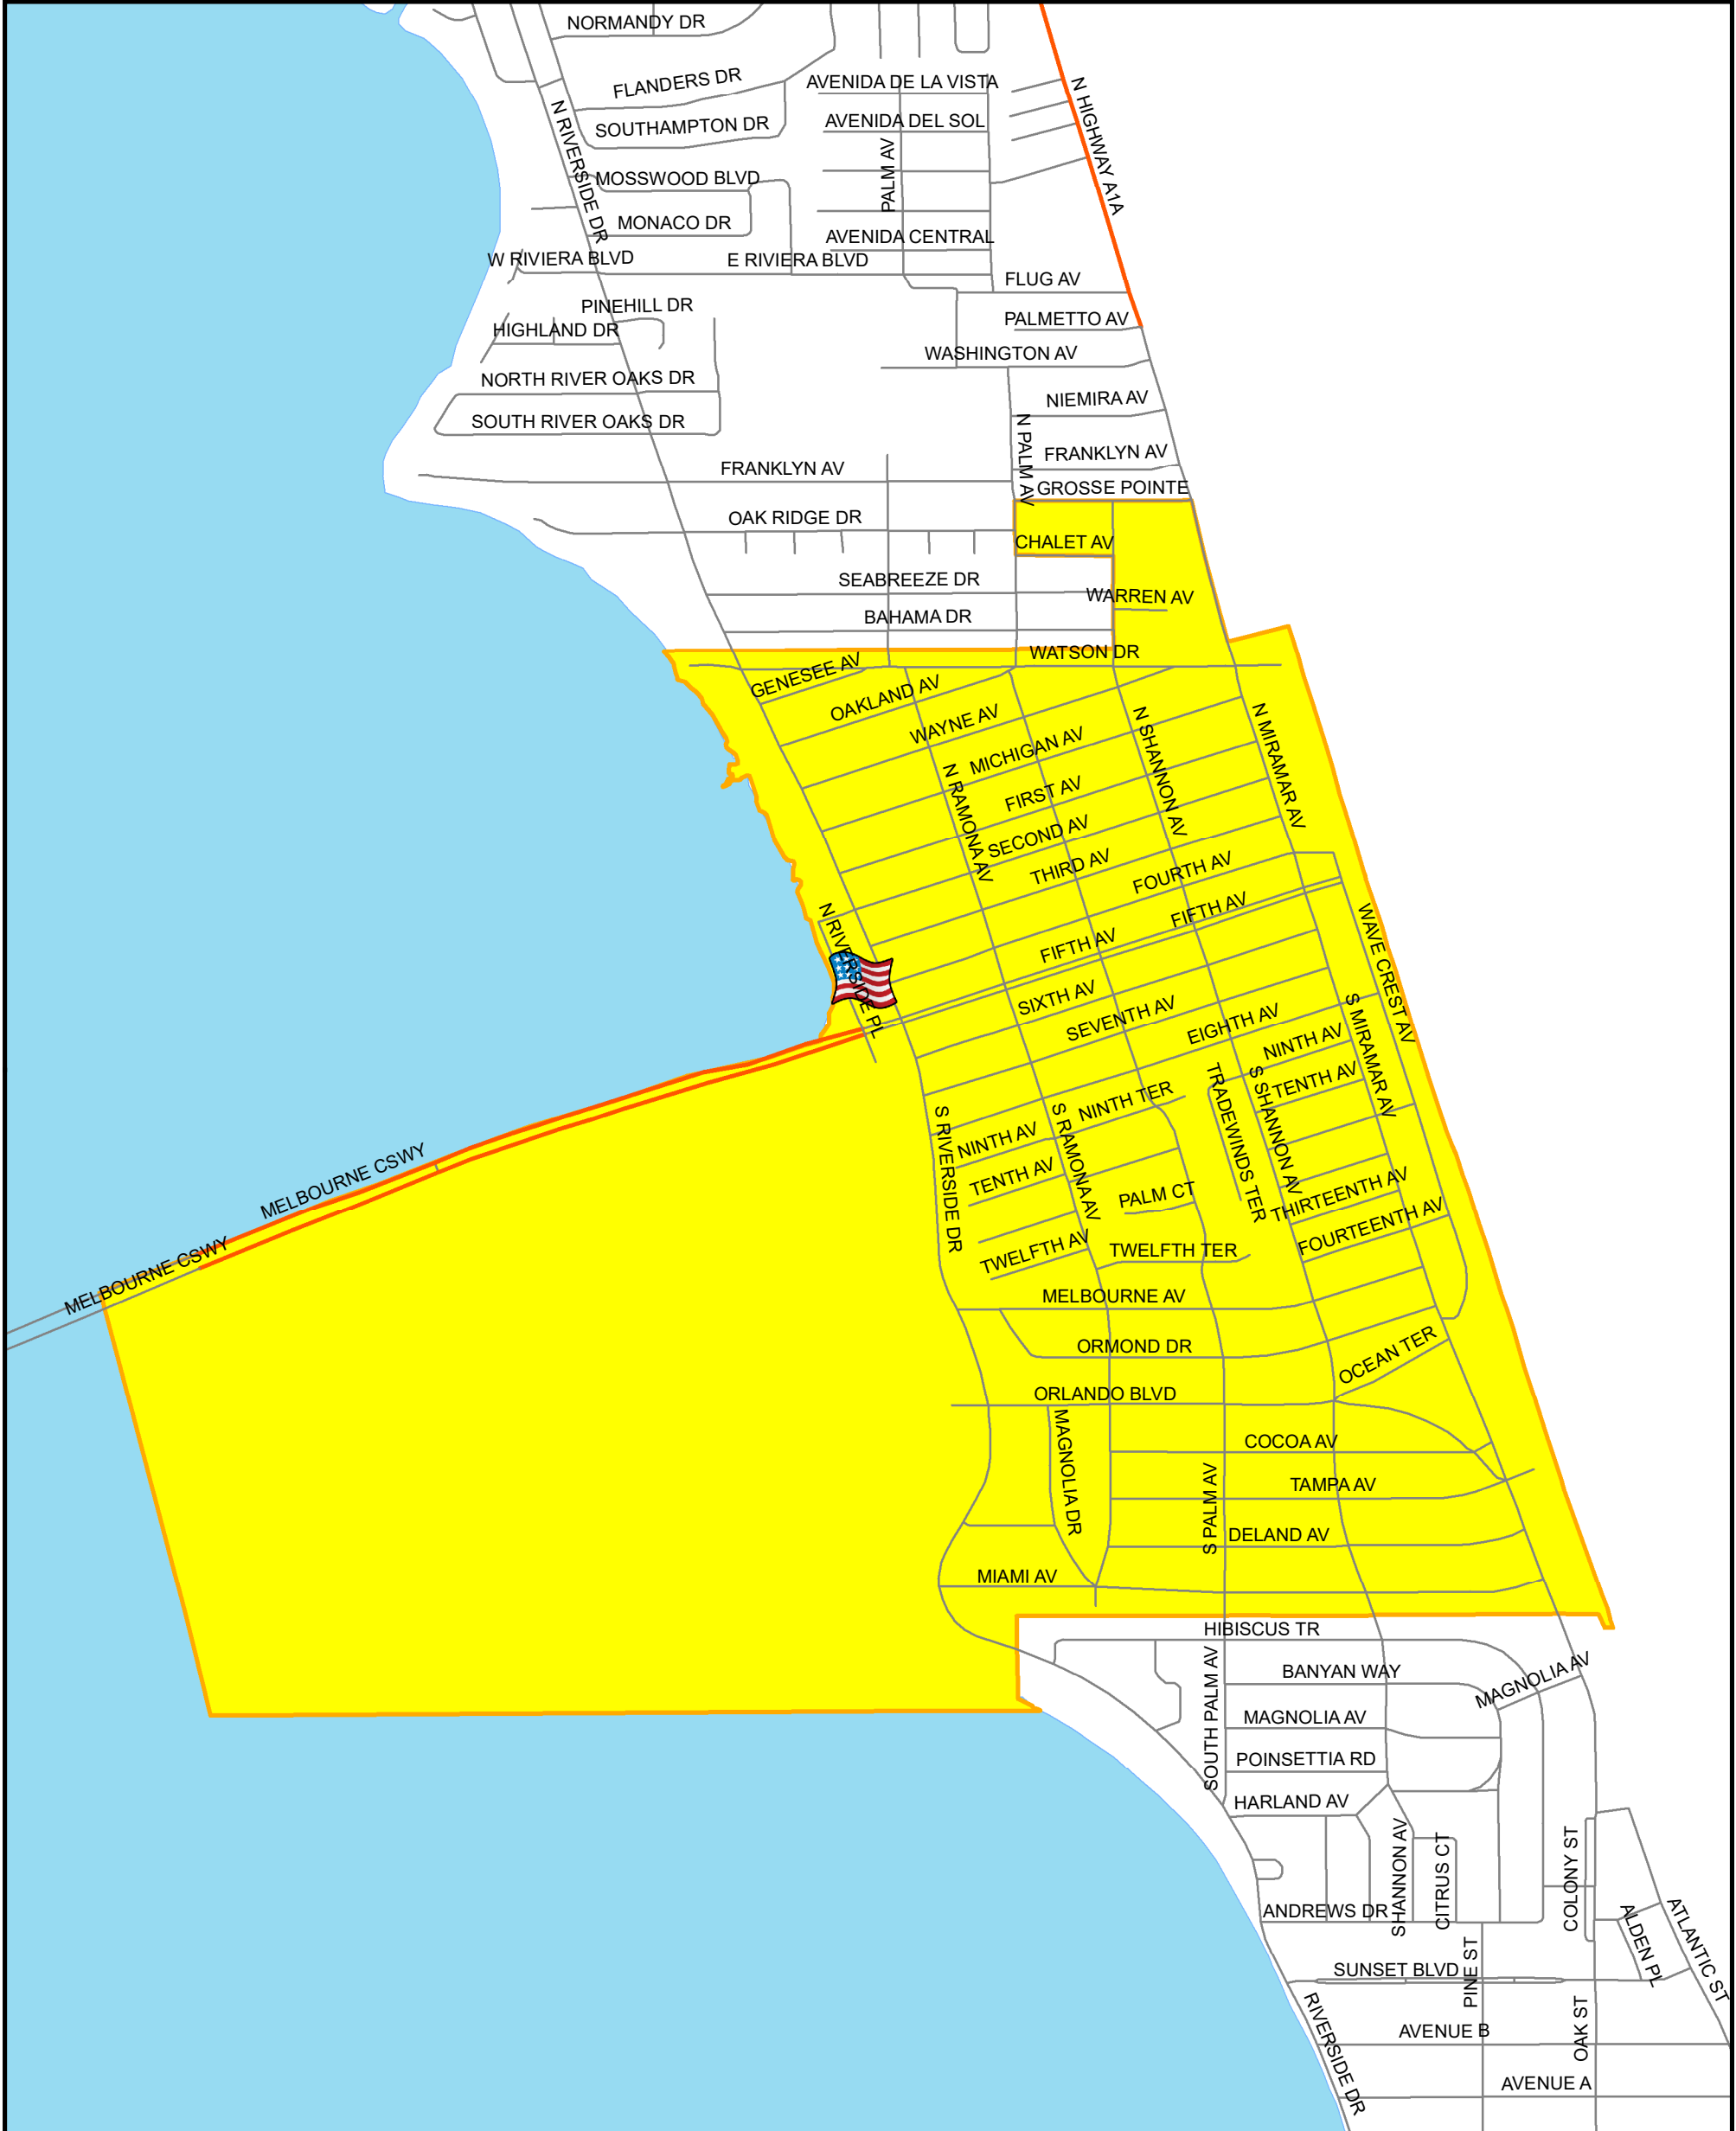 NORMANDY DR
FLANDERS DR
AVENIDA DE LA VISTA
N HIGHWAY A1A
N RIVERSIDE DR
SOUTHAMPTON DR
AVENIDA DEL SOL
PALM AV
MOSSWOOD BLVD
MONACO DR
AVENIDA CENTRAL
W RIVIERA BLVD
E RIVIERA BLVD
FLUG AV
PINEHILL DR
PALMETTO AV
HIGHLAND DR
WASHINGTON AV
NORTH RIVER OAKS DR
NIEMIRA AV
SOUTH RIVER OAKS DR
N PALM AV
FRANKLYN AV
FRANKLYN AV
GROSSE POINTE
OAK RIDGE DR
CHALET AV
SEABREEZE DR
WARREN AV
BAHAMA DR
WATSON DR
GENESEE AV
OAKLAND AV
WAYNE AV
MICHIGAN AV
N SHANNON AV
N MIRAMAR AV
N RAMONA AV
FIRST AV
SECOND AV
THIRD AV
FOURTH AV
FIFTH AV
FIFTH AV
N RIVERSIDE PL
WAVE CREST AV
SIXTH AV
SEVENTH AV
EIGHTH AV
S MIRAMAR AV
NINTH AV
TENTH AV
TRADEWINDS TER
S SHANNON AV
NINTH TER
S RIVERSIDE DR
NINTH AV
S RAMONA AV
TENTH AV
PALM CT
THIRTEENTH AV
FOURTEENTH AV
TWELFTH AV
TWELFTH TER
MELBOURNE CSWY
MELBOURNE CSWY
MELBOURNE AV
ORMOND DR
OCEAN TER
ORLANDO BLVD
MAGNOLIA DR
COCOA AV
S PALM AV
TAMPA AV
DELAND AV
MIAMI AV
HIBISCUS TR
SOUTH PALM AV
BANYAN WAY
MAGNOLIA AV
MAGNOLIA AV
POINSETTIA RD
HARLAND AV
SHANNON AV
CITRUS CT
COLONY ST
ANDREWS DR
ALDEN PL
ATLANTIC ST
SUNSET BLVD
PINE ST
RIVERSIDE DR
OAK ST
AVENUE B
AVENUE A